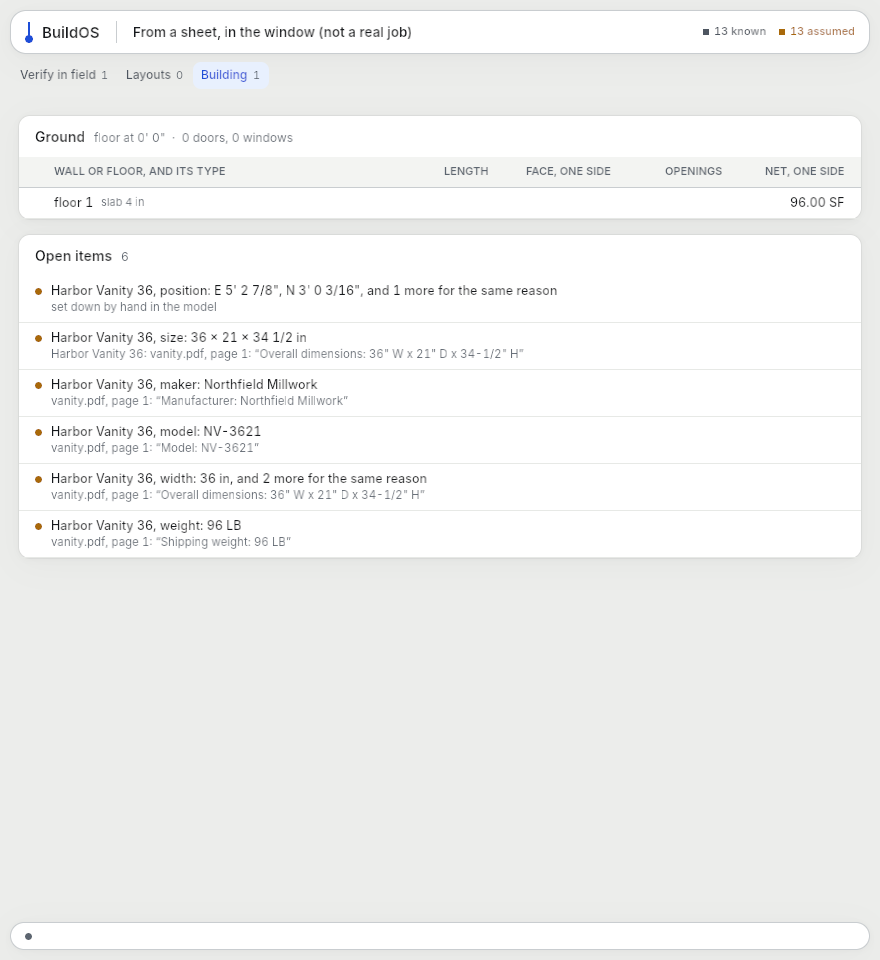 BuildOS
From a sheet, in the window (not a real job)
13 known
13 assumed
Verify in field 1
Layouts 0
Building 1
Ground floor at 0' 0" · 0 doors, 0 windows
WALL OR FLOOR, AND ITS TYPE LENGTH FACE, ONE SIDE OPENINGS NET, ONE SIDE
floor 1 slab 4 in 96.00 SF
Open items 6
Harbor Vanity 36, position: E 5' 2 7/8", N 3' 0 3/16", and 1 more for the same reason
set down by hand in the model
Harbor Vanity 36, size: 36 × 21 × 34 1/2 in
Harbor Vanity 36: vanity.pdf, page 1: “Overall dimensions: 36" W x 21" D x 34-1/2" H”
Harbor Vanity 36, maker: Northfield Millwork
vanity.pdf, page 1: “Manufacturer: Northfield Millwork”
Harbor Vanity 36, model: NV-3621
vanity.pdf, page 1: “Model: NV-3621”
Harbor Vanity 36, width: 36 in, and 2 more for the same reason
vanity.pdf, page 1: “Overall dimensions: 36" W x 21" D x 34-1/2" H”
Harbor Vanity 36, weight: 96 LB
vanity.pdf, page 1: “Shipping weight: 96 LB”